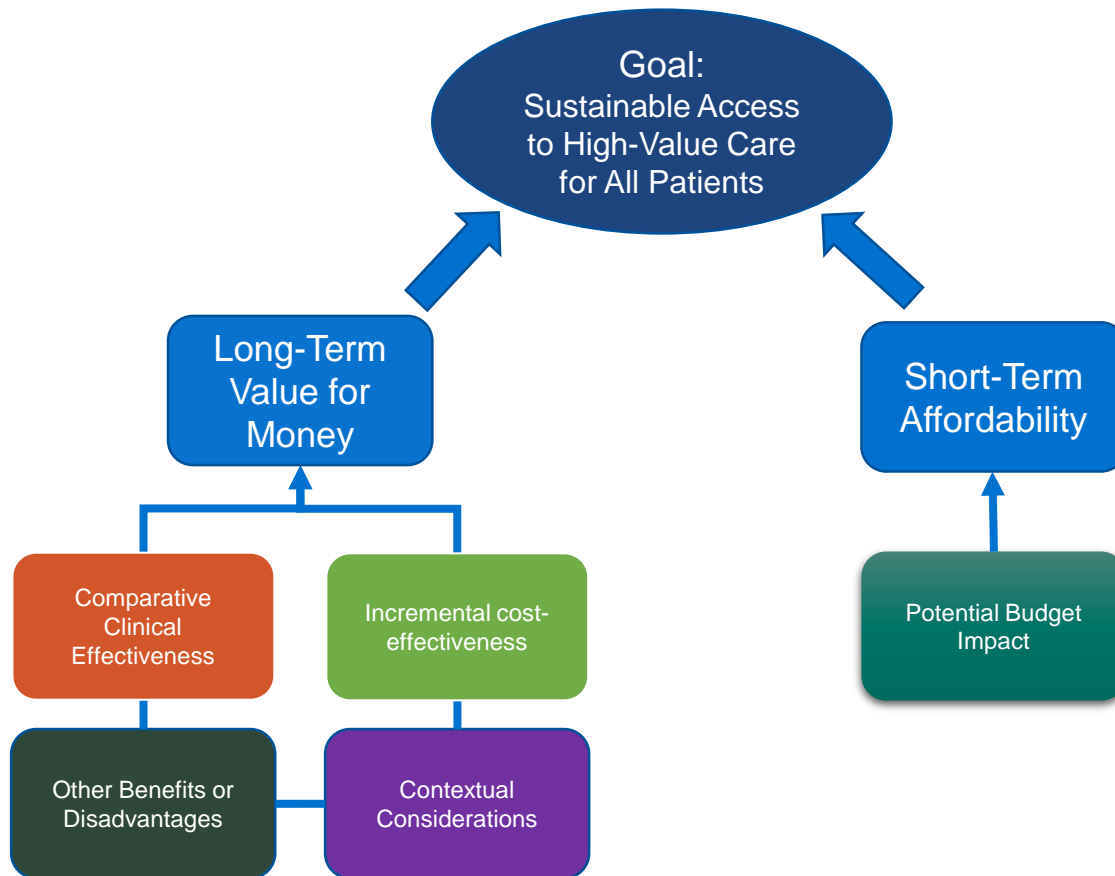 Goal:
Sustainable Access
to High-Value Care
for All Patients
Long-Term
Value for
Money
Short-Term
Affordability
Comparative
Clinical
Effectiveness
Incremental cost-
effectiveness
Potential Budget
Impact
Other Benefits or
Disadvantages
Contextual
Considerations